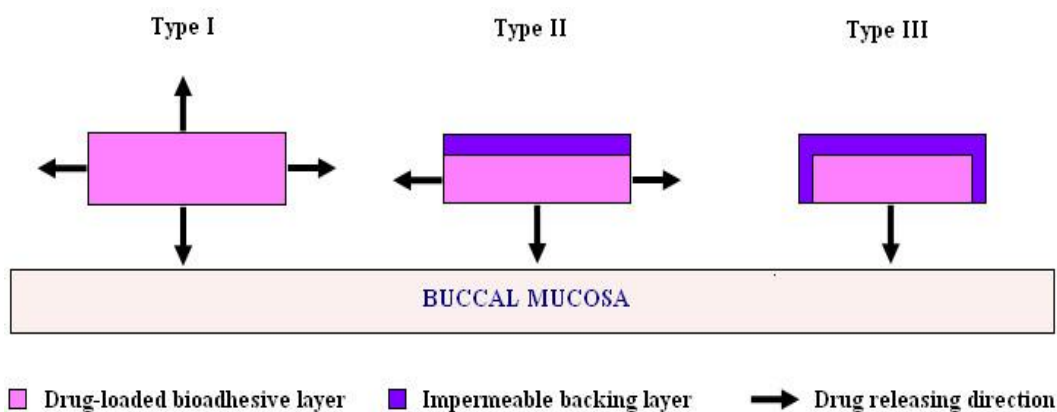 Type I
Type II
Type III
BUCCAL MUCOSA
Drug-loaded bioadhesive layer
Impermeable backing layer
Drug releasing direction